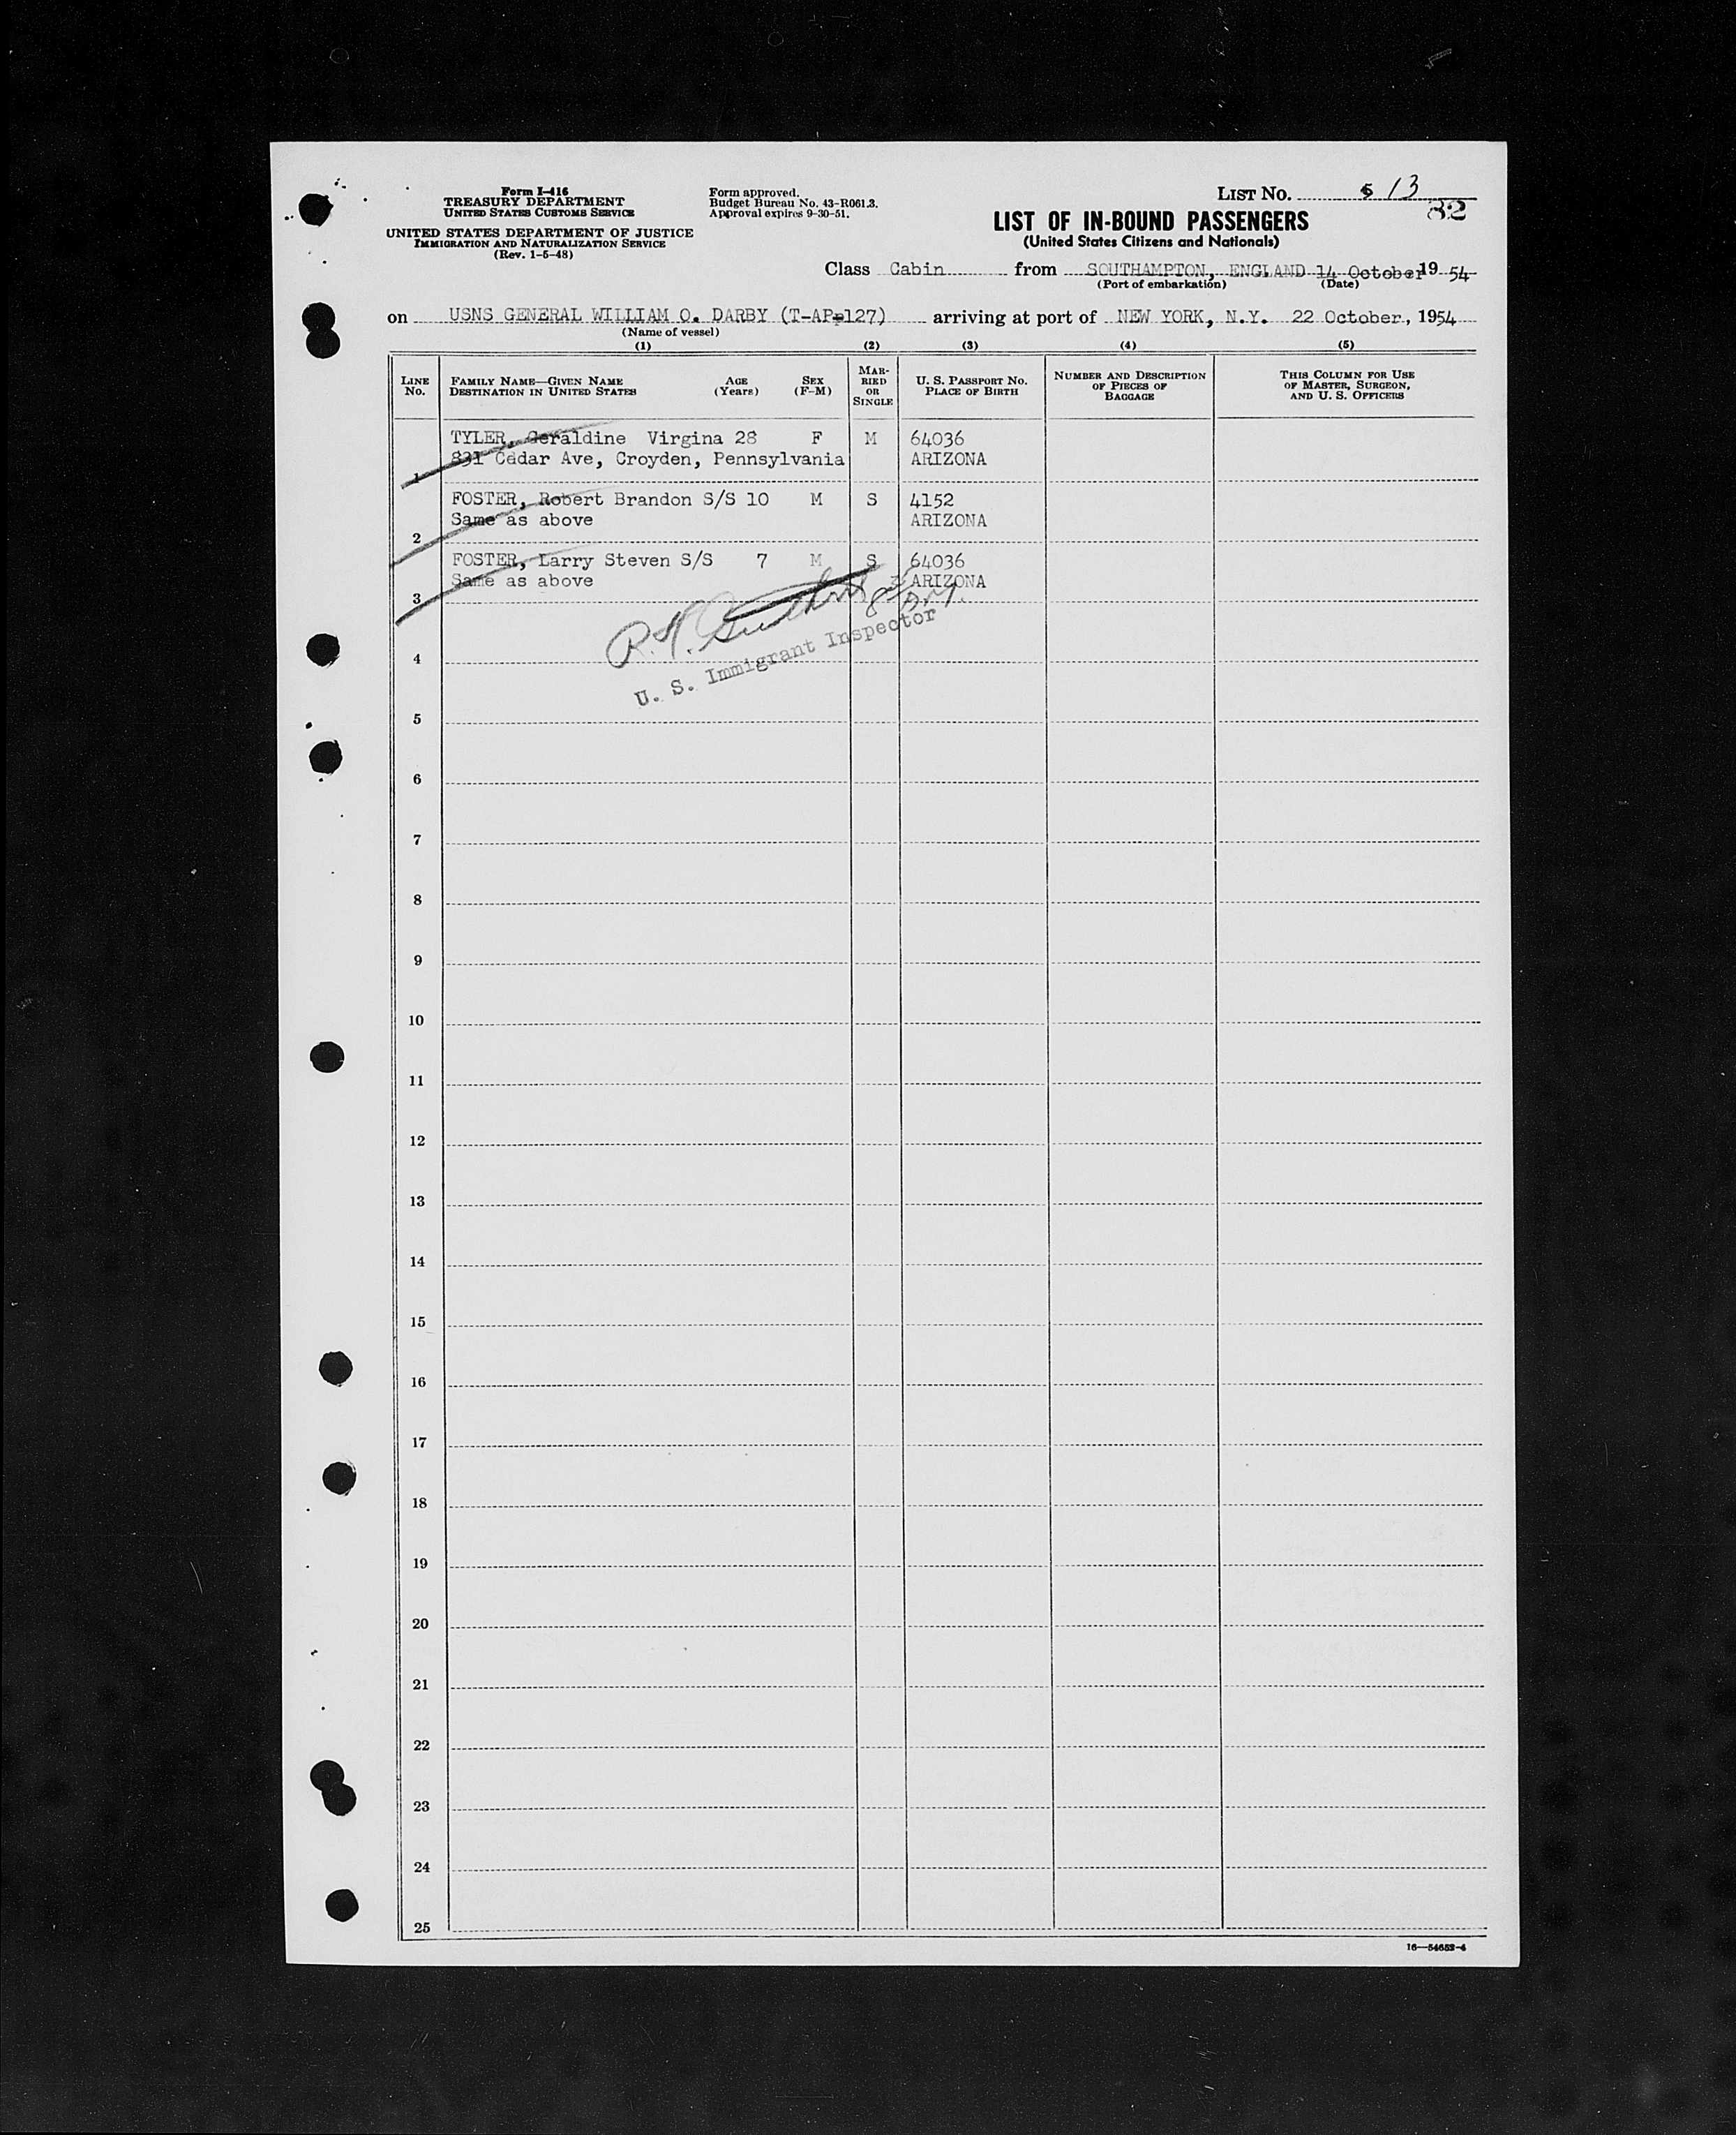 Form I-416
TREASURY DEPARTMENT
UNITED STATES CUSTOMS SERVICE
UNITED STATES DEPARTMENT OF JUSTICE
IMMIGRATION AND NATURALIZATION SERVICE
(Rev. 1-5-48)
Form approved.
Budget Bureau No. 43-R061.3.
Approval expires 9-30-51.
LIST No. 5 13
82
LIST OF IN-BOUND PASSENGERS
(United States Citizens and Nationals)
Class Cabin from SOUTHAMPTON, ENGLAND 14 October 19 54
(Port of embarkation) (Date)
on USNS GENERAL WILLIAM O. DARBY (T-AP-127) arriving at port of NEW YORK, N.Y. 22 October, 1954
(Name of vessel)
(1) (2) (3) (4) (5)
LINE No.
FAMILY NAME—GIVEN NAME
DESTINATION IN UNITED STATES
AGE (Years)
SEX (F-M)
MARRIED OR SINGLE
U. S. PASSPORT No.
PLACE OF BIRTH
NUMBER AND DESCRIPTION OF PIECES OF BAGGAGE
THIS COLUMN FOR USE OF MASTER, SURGEON, AND U. S. OFFICERS
TYLER, Geraldine Virgina 28 F M 64036
831 Cedar Ave, Croyden, Pennsylvania ARIZONA
1
FOSTER, Robert Brandon S/S 10 M S 4152
Same as above ARIZONA
2
FOSTER, Larry Steven S/S 7 M S 64036
Same as above ARIZONA
3
R. H.
U. S. Immigrant Inspector
4
5
6
7
8
9
10
11
12
13
14
15
16
17
18
19
20
21
22
23
24
25
16—54652-4